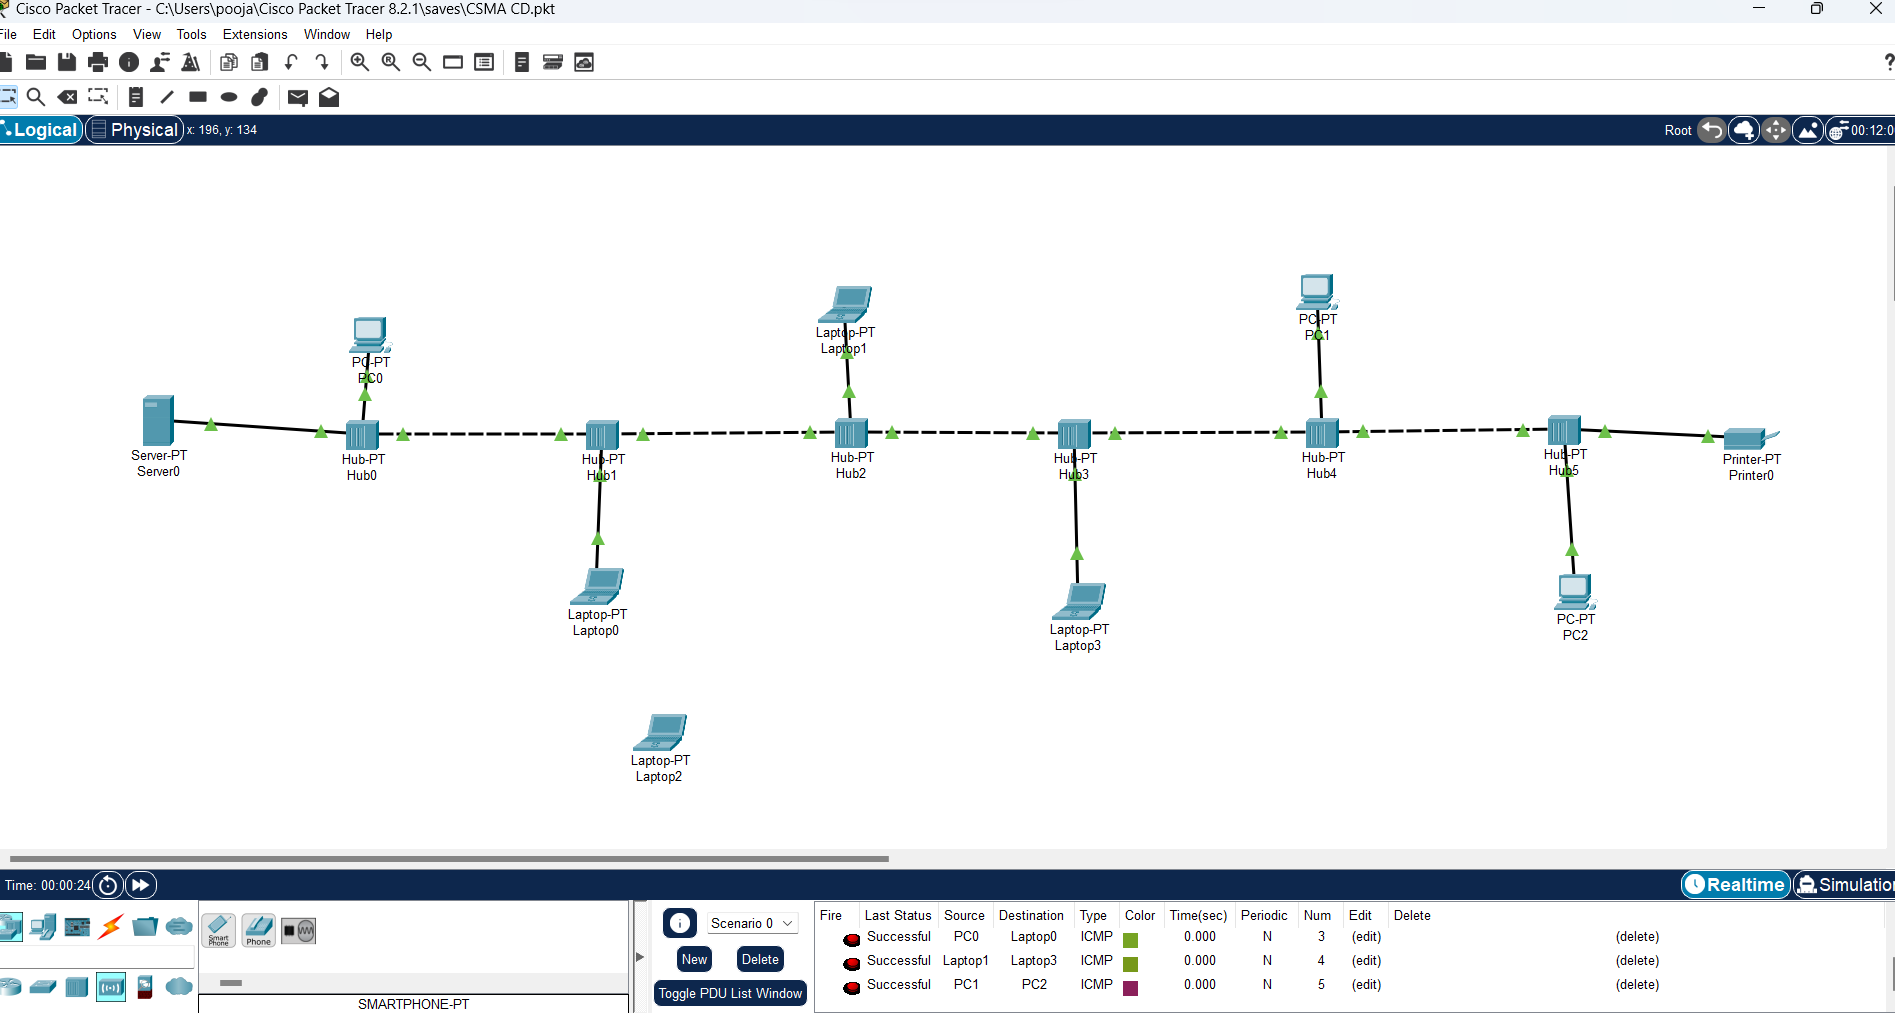 Cisco Packet Tracer - C:\Users\pooja\Cisco Packet Tracer 8.2.1\saves\CSMA CD.pkt
File Edit Options View Tools Extensions Window Help
?
Logical Physical x: 196, y: 134 Root 00:12:0
PC-PT
PC0
Server-PT
Server0
Hub-PT
Hub0
Hub-PT
Hub1
Laptop-PT
Laptop0
Laptop-PT
Laptop1
Hub-PT
Hub2
Hub-PT
Hub3
Laptop-PT
Laptop3
PC-PT
PC1
Hub-PT
Hub4
Hub-PT
Hub5
Printer-PT
Printer0
PC-PT
PC2
Laptop-PT
Laptop2
Time: 00:00:24 Realtime Simulation
Smart Phone
Phone
SMARTPHONE-PT
Scenario 0
New Delete
Toggle PDU List Window
Fire Last Status Source Destination Type Color Time(sec) Periodic Num Edit Delete
Successful PC0 Laptop0 ICMP 0.000 N 3 (edit) (delete)
Successful Laptop1 Laptop3 ICMP 0.000 N 4 (edit) (delete)
Successful PC1 PC2 ICMP 0.000 N 5 (edit) (delete)